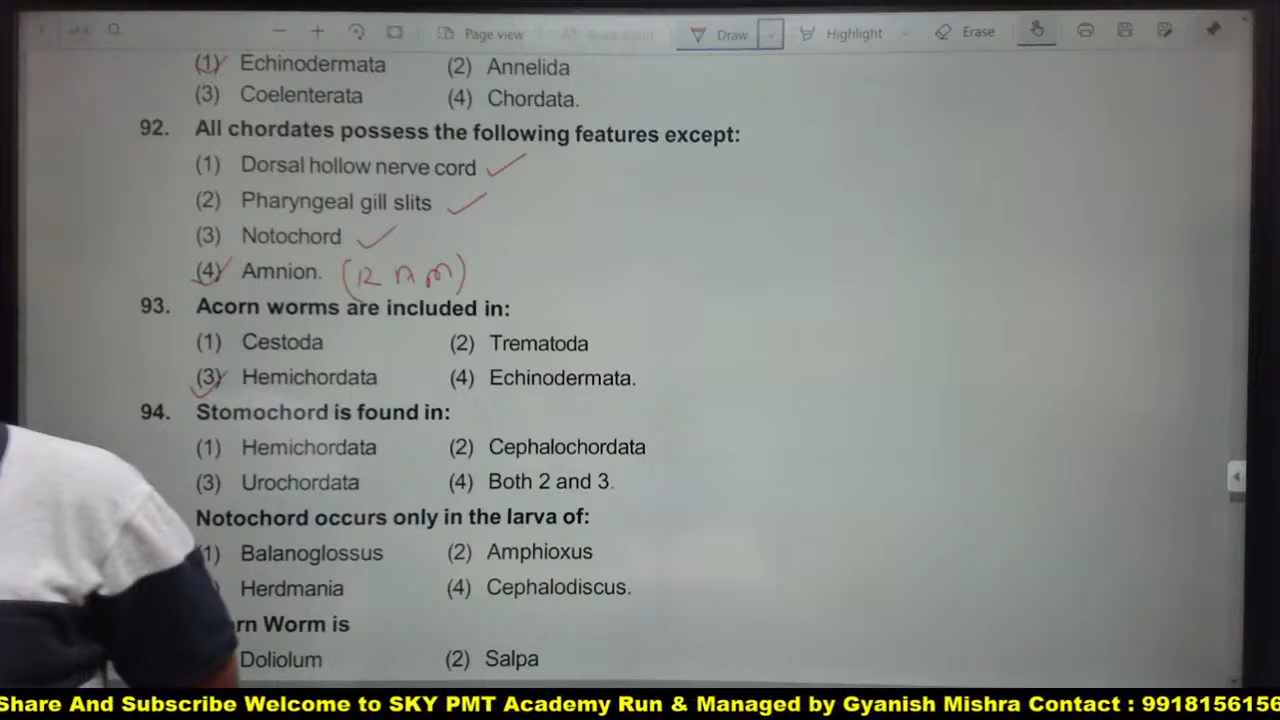 Page view Draw Highlight Erase
(1) Echinodermata (2) Annelida
(3) Coelenterata (4) Chordata.
92. All chordates possess the following features except:
(1) Dorsal hollow nerve cord
(2) Pharyngeal gill slits
(3) Notochord
(4) Amnion. (R A M)
93. Acorn worms are included in:
(1) Cestoda (2) Trematoda
(3) Hemichordata (4) Echinodermata.
94. Stomochord is found in:
(1) Hemichordata (2) Cephalochordata
(3) Urochordata (4) Both 2 and 3.
Notochord occurs only in the larva of:
1) Balanoglossus (2) Amphioxus
Herdmania (4) Cephalodiscus.
rn Worm is
Doliolum (2) Salpa
Share And Subscribe Welcome to SKY PMT Academy Run & Managed by Gyanish Mishra Contact : 9918156156